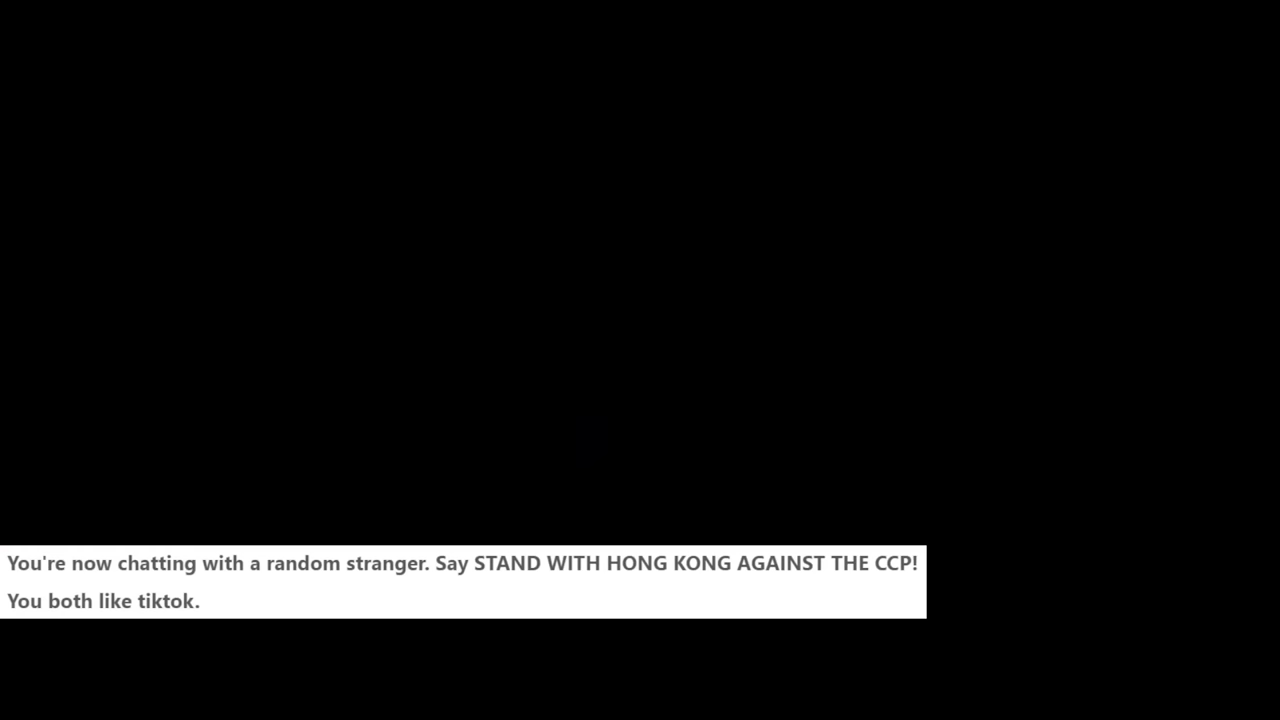 You're now chatting with a random stranger. Say STAND WITH HONG KONG AGAINST THE CCP!
You both like tiktok.